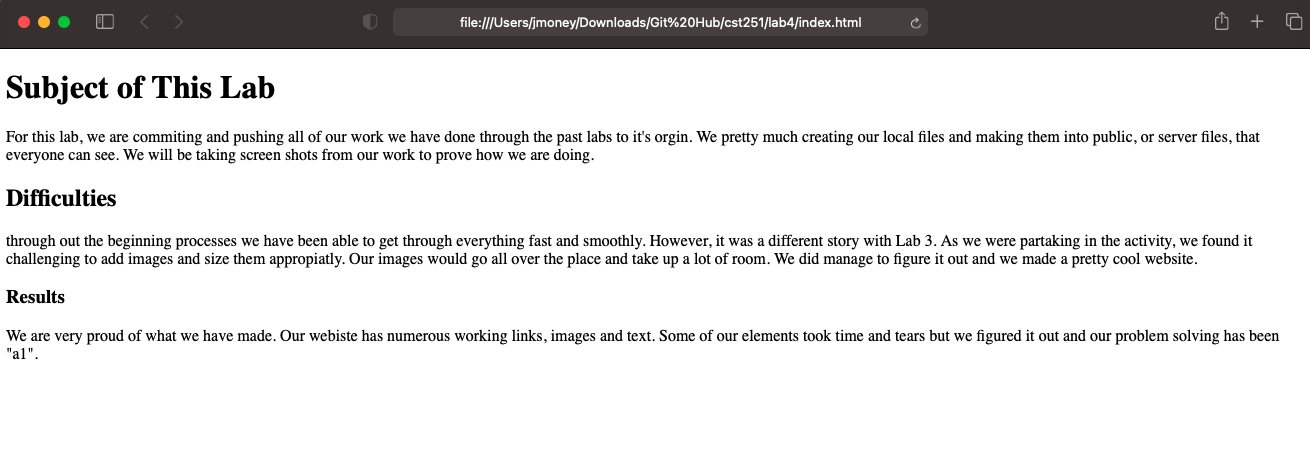 file:///Users/jmoney/Downloads/Git%20Hub/cst251/lab4/index.html
Subject of This Lab
For this lab, we are commiting and pushing all of our work we have done through the past labs to it's orgin. We pretty much creating our local files and making them into public, or server files, that
everyone can see. We will be taking screen shots from our work to prove how we are doing.
Difficulties
through out the beginning processes we have been able to get through everything fast and smoothly. However, it was a different story with Lab 3. As we were partaking in the activity, we found it
challenging to add images and size them appropiatly. Our images would go all over the place and take up a lot of room. We did manage to figure it out and we made a pretty cool website.
Results
We are very proud of what we have made. Our webiste has numerous working links, images and text. Some of our elements took time and tears but we figured it out and our problem solving has been
"a1".